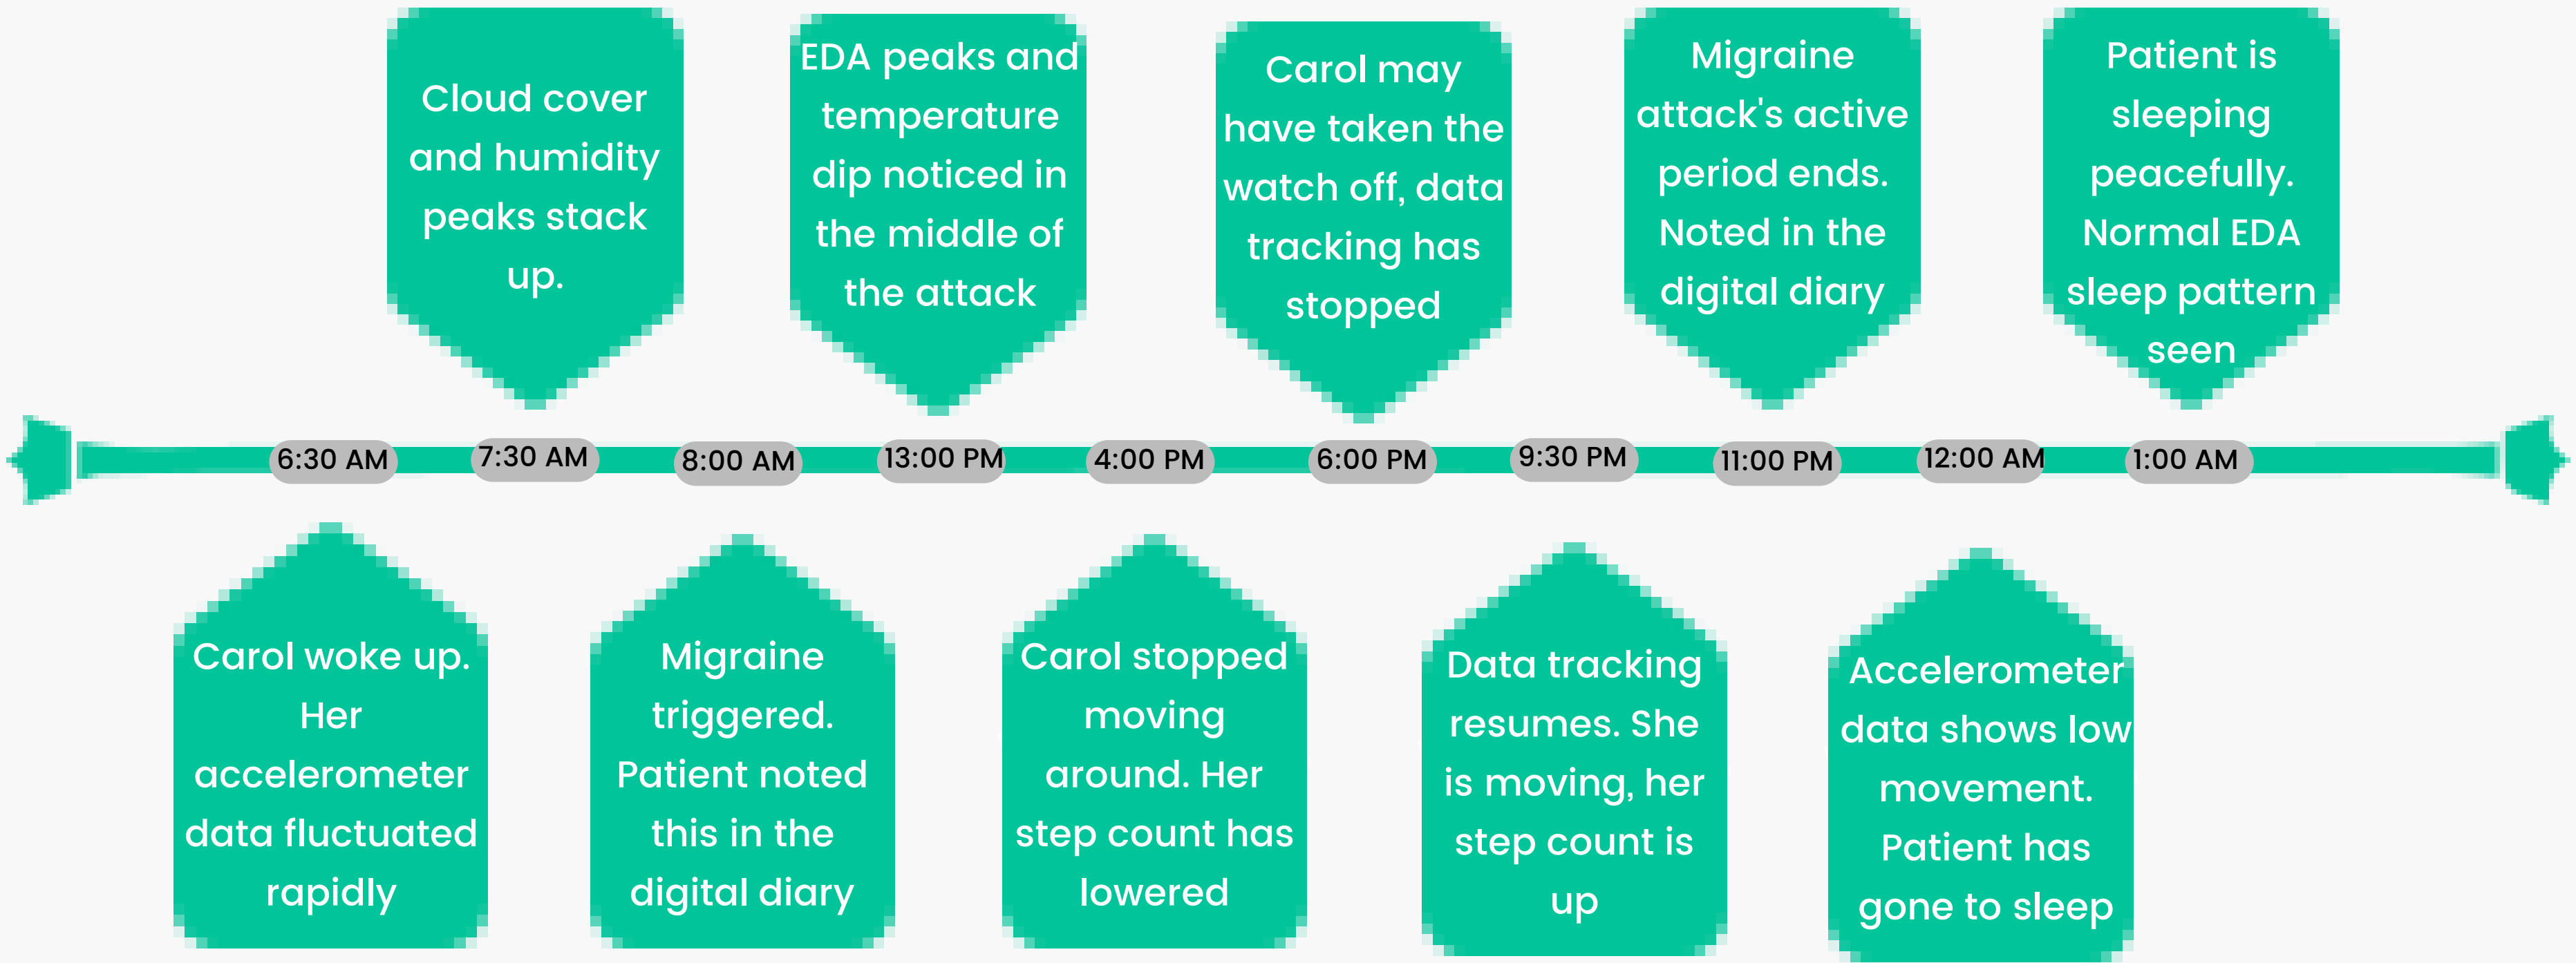 Cloud cover
and humidity
peaks stack
up.
EDA peaks and
temperature
dip noticed in
the middle of
the attack
Carol may
have taken the
watch off, data
tracking has
stopped
Migraine
attack's active
period ends.
Noted in the
digital diary
Patient is
sleeping
peacefully.
Normal EDA
sleep pattern
seen
6:30 AM
7:30 AM
8:00 AM
13:00 PM
4:00 PM
6:00 PM
9:30 PM
11:00 PM
12:00 AM
1:00 AM
Carol woke up.
Her
accelerometer
data fluctuated
rapidly
Migraine
triggered.
Patient noted
this in the
digital diary
Carol stopped
moving
around. Her
step count has
lowered
Data tracking
resumes. She
is moving, her
step count is
up
Accelerometer
data shows low
movement.
Patient has
gone to sleep